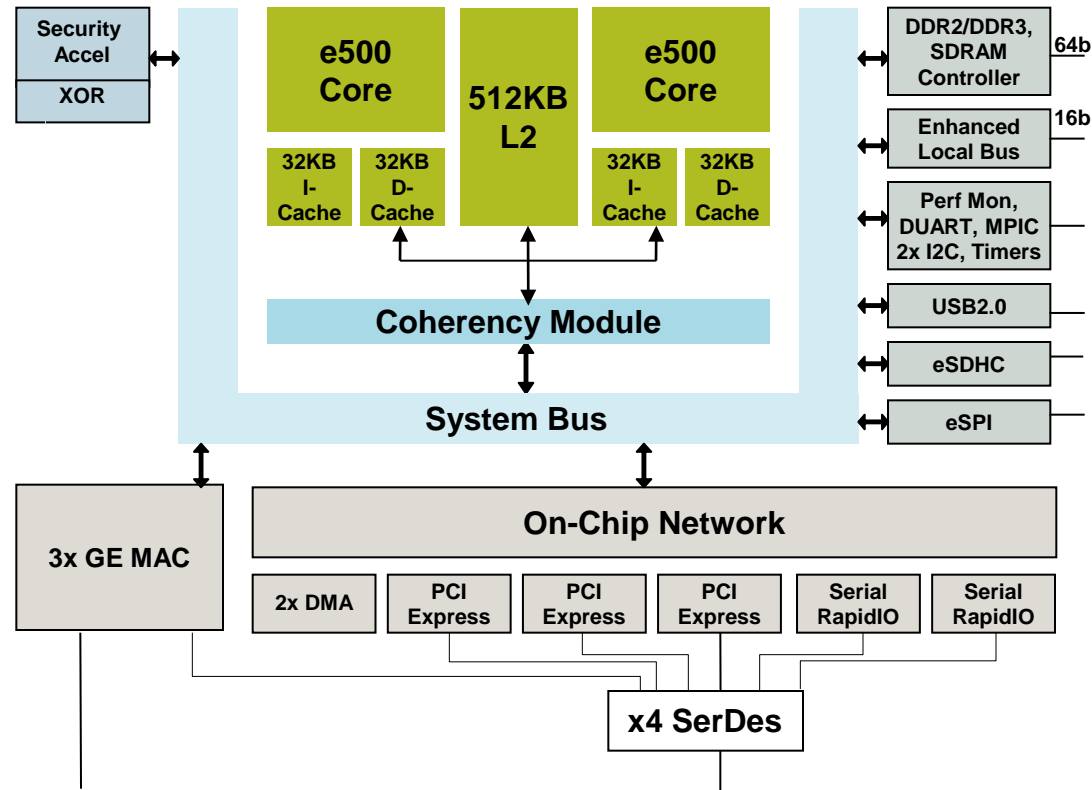 Security
Accel
XOR
e500
Core
512KB
L2
e500
Core
32KB
I-
Cache
32KB
D-
Cache
32KB
I-
Cache
32KB
D-
Cache
Coherency Module
System Bus
DDR2/DDR3,
SDRAM
Controller
64b
Enhanced
Local Bus
16b
Perf Mon,
DUART, MPIC
2x I2C, Timers
USB2.0
eSDHC
eSPI
3x GE MAC
On-Chip Network
2x DMA
PCI
Express
PCI
Express
PCI
Express
Serial
RapidIO
Serial
RapidIO
x4 SerDes